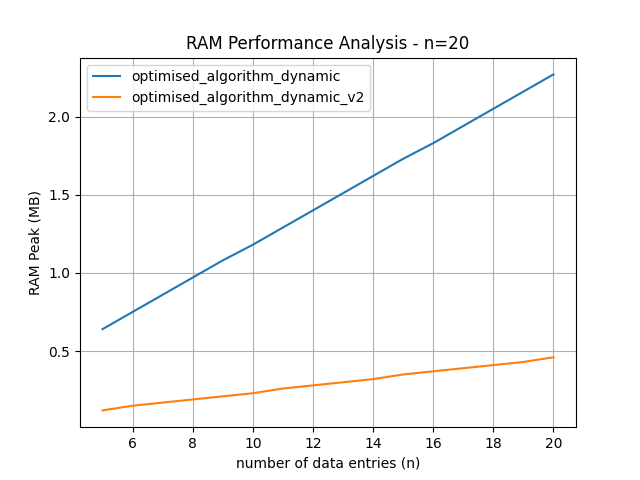 RAM Performance Analysis - n=20
optimised_algorithm_dynamic
optimised_algorithm_dynamic_v2
RAM Peak (MB)
2.0
1.5
1.0
0.5
6 8 10 12 14 16 18 20
number of data entries (n)